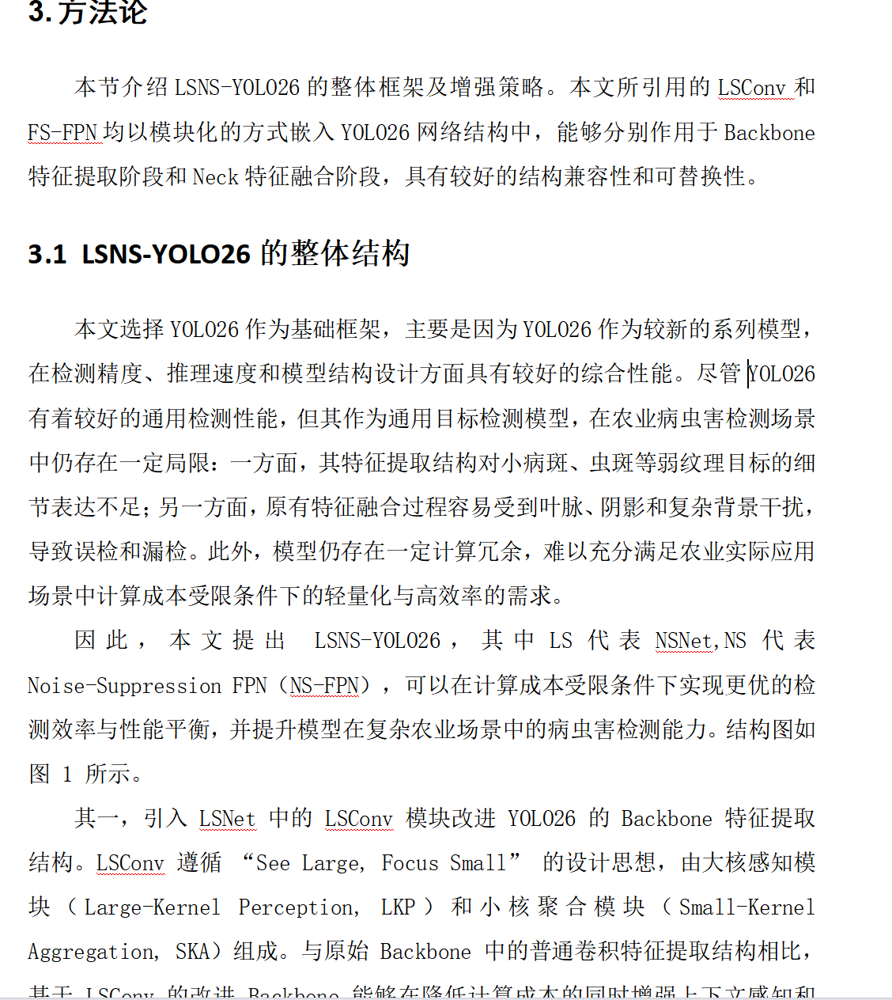 3.方法论
本节介绍 LSNS-YOLO26 的整体框架及增强策略。本文所引用的 LSConv 和
FS-FPN 均以模块化的方式嵌入 YOLO26 网络结构中，能够分别作用于 Backbone
特征提取阶段和 Neck 特征融合阶段，具有较好的结构兼容性和可替换性。
3.1 LSNS-YOLO26 的整体结构
本文选择 YOLO26 作为基础框架，主要是因为 YOLO26 作为较新的系列模型，
在检测精度、推理速度和模型结构设计方面具有较好的综合性能。尽管 YOLO26
有着较好的通用检测性能，但其作为通用目标检测模型，在农业病虫害检测场景
中仍存在一定局限：一方面，其特征提取结构对小病斑、虫斑等弱纹理目标的细
节表达不足；另一方面，原有特征融合过程容易受到叶脉、阴影和复杂背景干扰，
导致误检和漏检。此外，模型仍存在一定计算冗余，难以充分满足农业实际应用
场景中计算成本受限条件下的轻量化与高效率的需求。
因此，本文提出 LSNS-YOLO26，其中 LS 代表 NSNet,NS 代表
Noise-Suppression FPN（NS-FPN），可以在计算成本受限条件下实现更优的检
测效率与性能平衡，并提升模型在复杂农业场景中的病虫害检测能力。结构图如
图 1 所示。
其一，引入 LSNet 中的 LSConv 模块改进 YOLO26 的 Backbone 特征提取
结构。LSConv 遵循 “See Large, Focus Small” 的设计思想，由大核感知模
块（Large-Kernel Perception, LKP）和小核聚合模块（Small-Kernel
Aggregation, SKA）组成。与原始 Backbone 中的普通卷积特征提取结构相比，
基于 LSConv 的改进 Backbone 能够在降低计算成本的同时增强上下文感知和